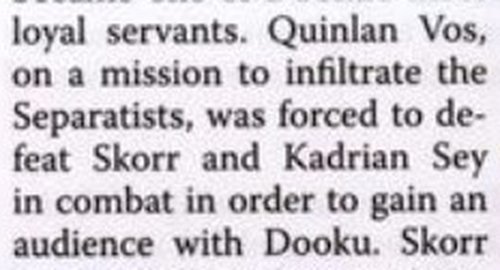 loyal servants. Quinlan Vos,
on a mission to infiltrate the
Separatists, was forced to de-
feat Skorr and Kadrian Sey
in combat in order to gain an
audience with Dooku. Skorr